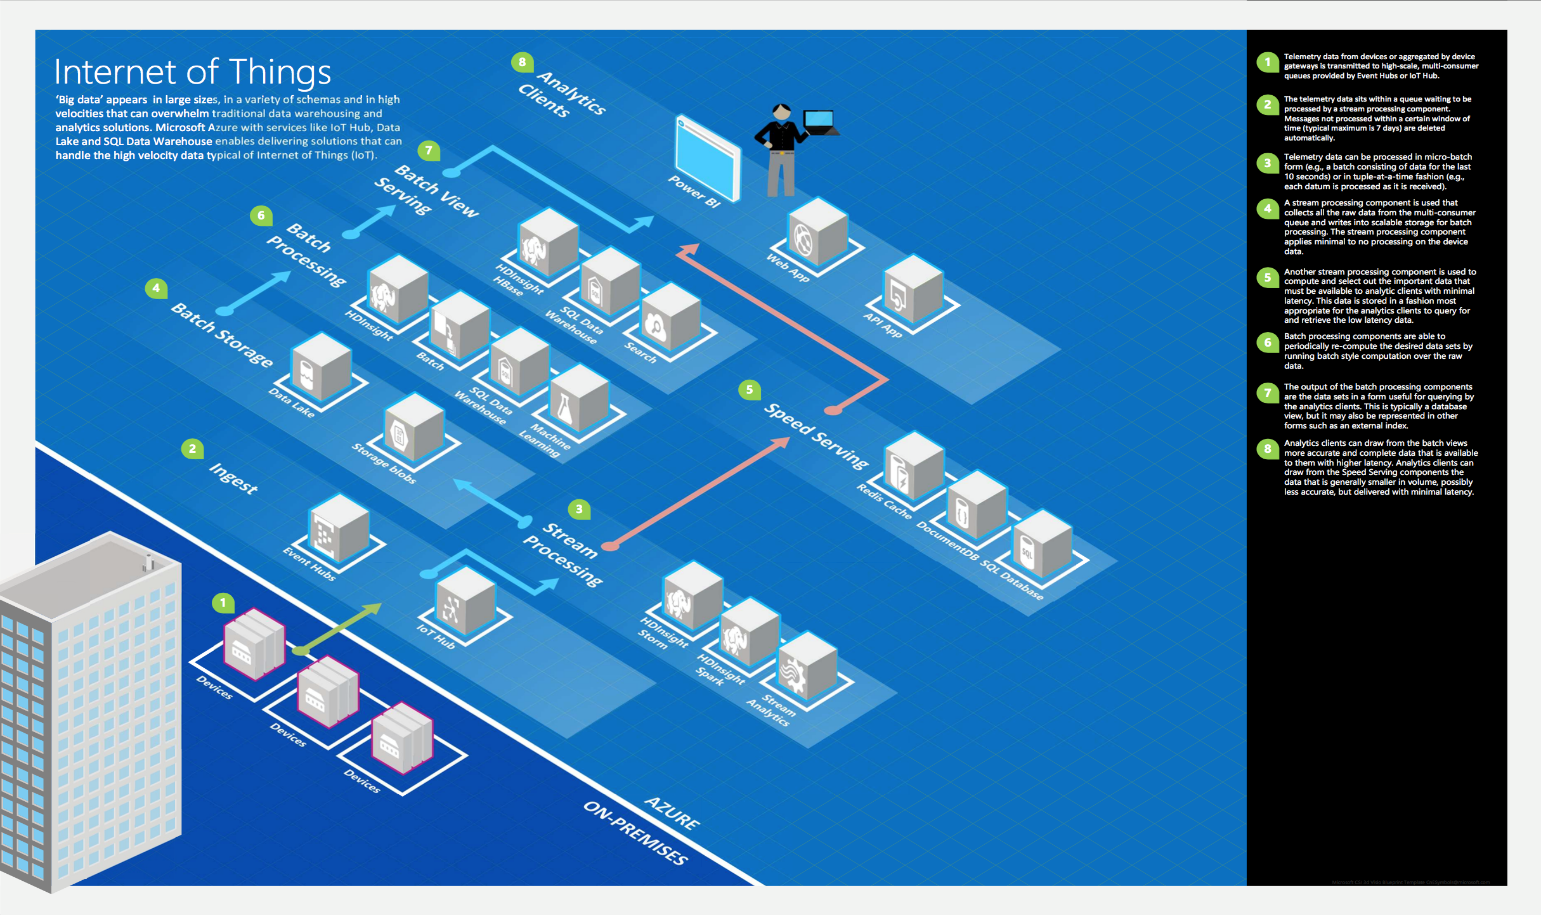 Internet of Things
‘Big data’ appears in large sizes, in a variety of schemas and in high
velocities that can overwhelm traditional data warehousing and
analytics solutions. Microsoft Azure with services like IoT Hub, Data
Lake and SQL Data Warehouse enables delivering solutions that can
handle the high velocity data typical of Internet of Things (IoT).
8
Analytics
Clients
7
Batch View
Serving
6
Batch
Processing
4
Batch Storage
2
Ingest
1
3
Stream
Processing
5
Speed Serving
Power BI
Web App
API App
HDInsight
HBase
SQL Data
Warehouse
Search
HDInsight
Batch
SQL Data
Warehouse
Machine
Learning
Data Lake
Storage blobs
Redis Cache
DocumentDB
SQL Database
SQL
Event Hubs
IoT Hub
HDInsight
Storm
HDInsight
Spark
Stream
Analytics
Devices
Devices
Devices
AZURE
ON-PREMISES
1
Telemetry data from devices or aggregated by device
gateways is transmitted to high-scale, multi-consumer
queues provided by Event Hubs or IoT Hub.
2
The telemetry data sits within a queue waiting to be
processed by a stream processing component.
Messages not processed within a certain window of
time (typical maximum is 7 days) are deleted
automatically.
3
Telemetry data can be processed in micro-batch
form (e.g., a batch consisting of data for the last
10 seconds) or in tuple-at-a-time fashion (e.g.,
each datum is processed as it is received).
4
A stream processing component is used that
collects all the raw data from the multi-consumer
queue and writes into scalable storage for batch
processing. The stream processing component
applies minimal to no processing on the device
data.
5
Another stream processing component is used to
compute and select out the important data that
must be available to analytic clients with minimal
latency. This data is stored in a fashion most
appropriate for the analytics clients to query for
and retrieve the low latency data.
6
Batch processing components are able to
periodically re-compute the desired data sets by
running batch style computation over the raw
data.
7
The output of the batch processing components
are the data sets in a form useful for querying by
the analytics clients. This is typically a database
view, but it may also be represented in other
forms such as an external index.
8
Analytics clients can draw from the batch views
more accurate and complete data that is available
to them with higher latency. Analytics clients can
draw from the Speed Serving components the
data that is generally smaller in volume, possibly
less accurate, but delivered with minimal latency.